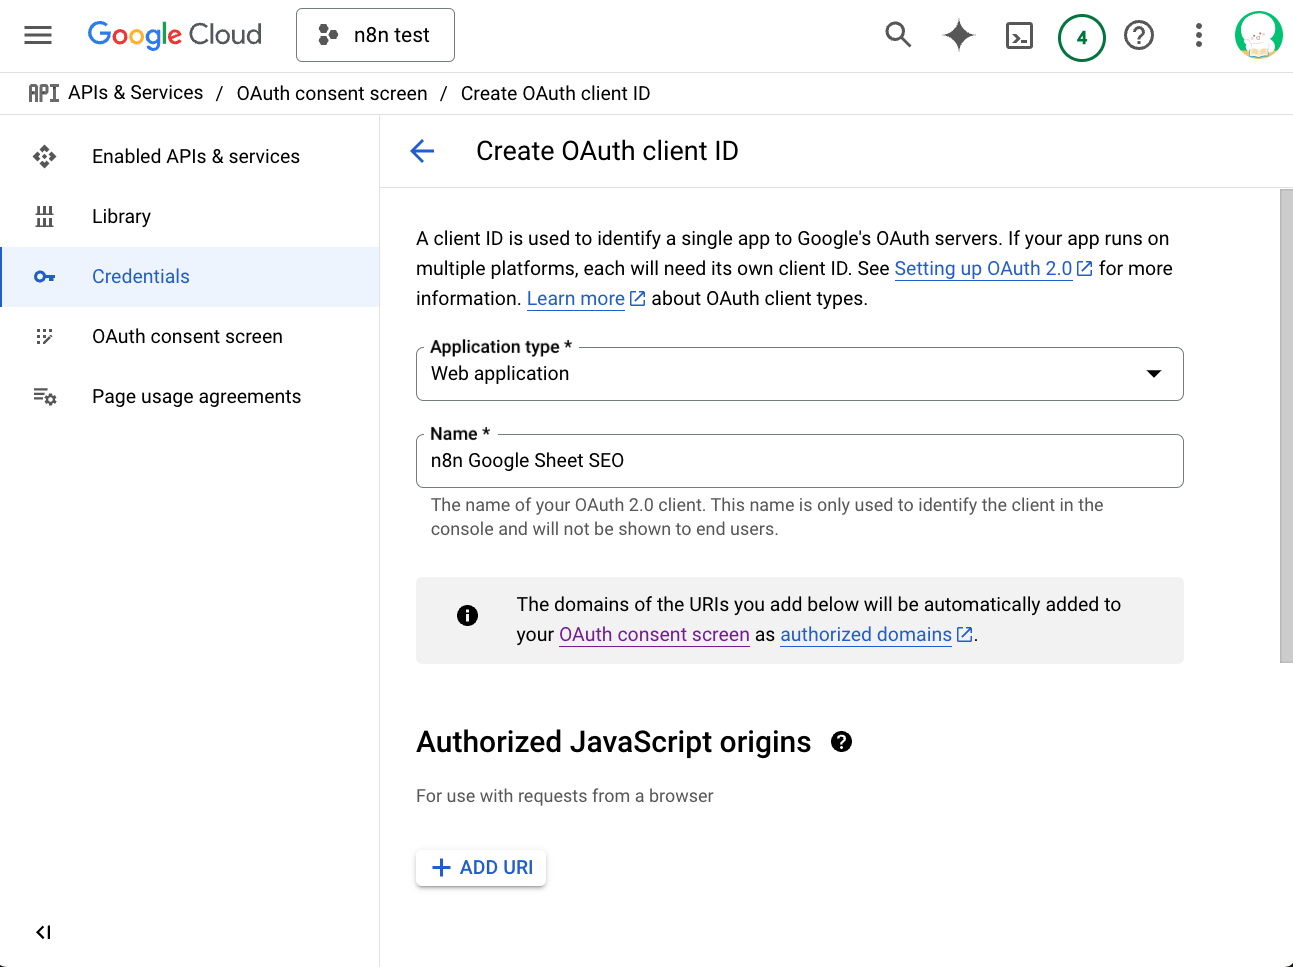 Google Cloud
n8n test
4
API APIs & Services / OAuth consent screen / Create OAuth client ID
Enabled APIs & services
Library
Credentials
OAuth consent screen
Page usage agreements
Create OAuth client ID
A client ID is used to identify a single app to Google's OAuth servers. If your app runs on
multiple platforms, each will need its own client ID. See Setting up OAuth 2.0 for more
information. Learn more about OAuth client types.
Application type *
Web application
Name *
n8n Google Sheet SEO
The name of your OAuth 2.0 client. This name is only used to identify the client in the
console and will not be shown to end users.
The domains of the URIs you add below will be automatically added to
your OAuth consent screen as authorized domains.
Authorized JavaScript origins
For use with requests from a browser
ADD URI